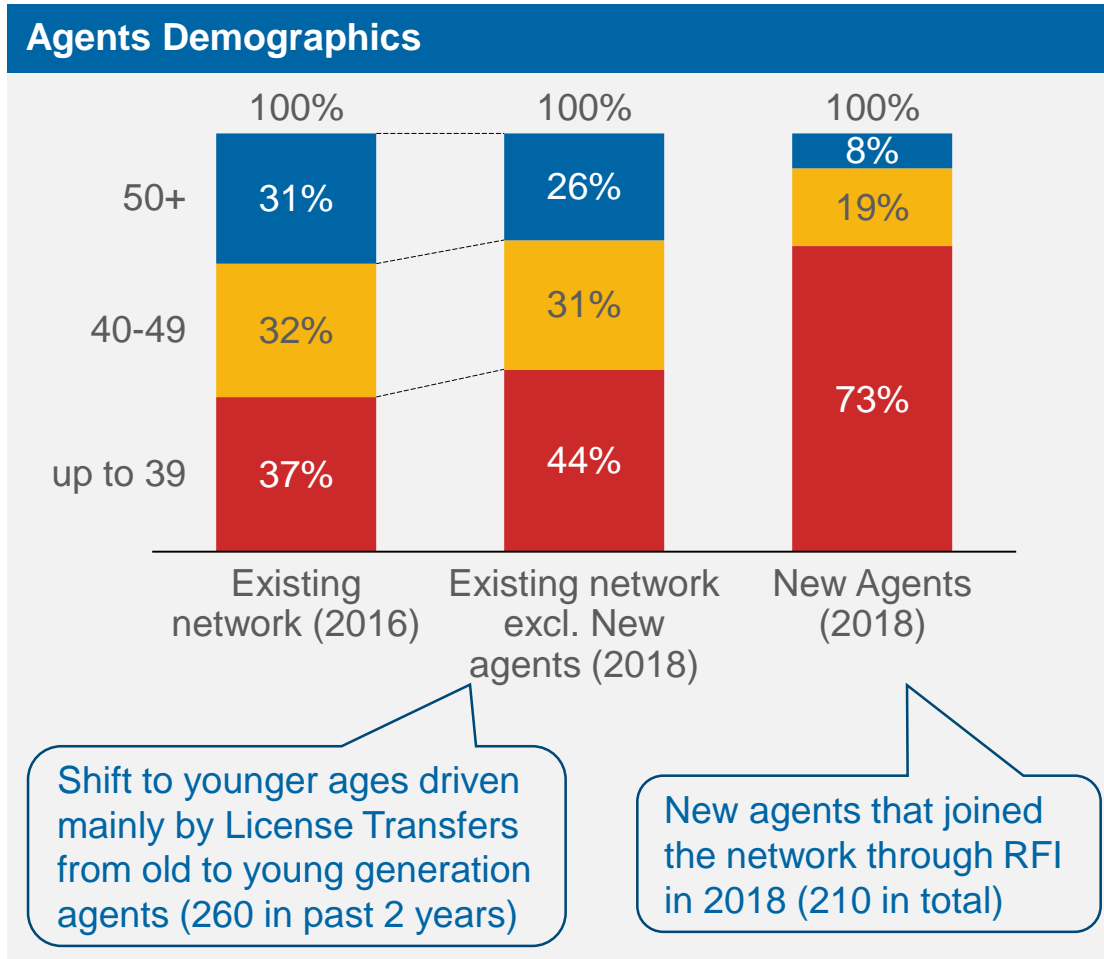 Agents Demographics
100% 100% 100%
50+ 31% 26% 8%
40-49 32% 31% 19%
up to 39 37% 44% 73%
Existing
network (2016)
Existing network
excl. New
agents (2018)
New Agents
(2018)
Shift to younger ages driven
mainly by License Transfers
from old to young generation
agents (260 in past 2 years)
New agents that joined
the network through RFI
in 2018 (210 in total)